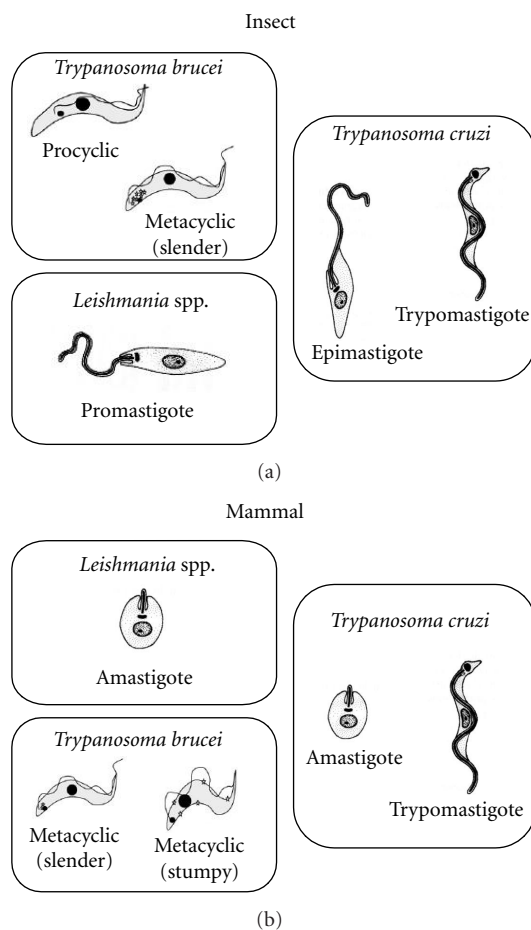 Insect
Trypanosoma brucei
Procyclic
Metacyclic
(slender)
Leishmania spp.
Promastigote
Trypanosoma cruzi
Epimastigote
Trypomastigote
(a)
Mammal
Leishmania spp.
Amastigote
Trypanosoma brucei
Metacyclic
(slender)
Metacyclic
(stumpy)
Trypanosoma cruzi
Amastigote
Trypomastigote
(b)